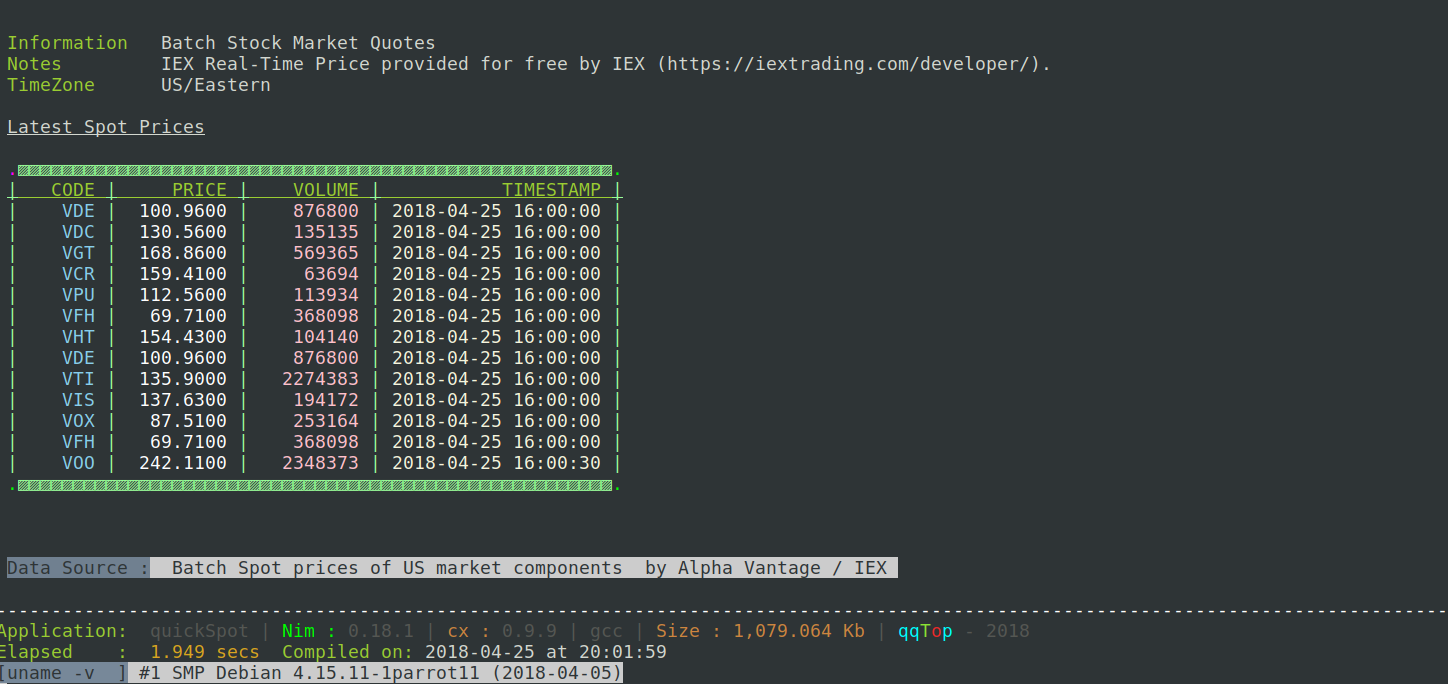 Information   Batch Stock Market Quotes
Notes         IEX Real-Time Price provided for free by IEX (https://iextrading.com/developer/).
TimeZone      US/Eastern
Latest Spot Prices
|   CODE |     PRICE |    VOLUME |           TIMESTAMP |
|    VDE |  100.9600 |    876800 | 2018-04-25 16:00:00 |
|    VDC |  130.5600 |    135135 | 2018-04-25 16:00:00 |
|    VGT |  168.8600 |    569365 | 2018-04-25 16:00:00 |
|    VCR |  159.4100 |     63694 | 2018-04-25 16:00:00 |
|    VPU |  112.5600 |    113934 | 2018-04-25 16:00:00 |
|    VFH |   69.7100 |    368098 | 2018-04-25 16:00:00 |
|    VHT |  154.4300 |    104140 | 2018-04-25 16:00:00 |
|    VDE |  100.9600 |    876800 | 2018-04-25 16:00:00 |
|    VTI |  135.9000 |   2274383 | 2018-04-25 16:00:00 |
|    VIS |  137.6300 |    194172 | 2018-04-25 16:00:00 |
|    VOX |   87.5100 |    253164 | 2018-04-25 16:00:00 |
|    VFH |   69.7100 |    368098 | 2018-04-25 16:00:00 |
|    VOO |  242.1100 |   2348373 | 2018-04-25 16:00:30 |
Data Source :  Batch Spot prices of US market components  by Alpha Vantage / IEX
Application:  quickSpot | Nim : 0.18.1 | cx : 0.9.9 | gcc | Size : 1,079.064 Kb | qqTop - 2018
Elapsed    :  1.949 secs  Compiled on: 2018-04-25 at 20:01:59
[uname -v  ] #1 SMP Debian 4.15.11-1parrot11 (2018-04-05)